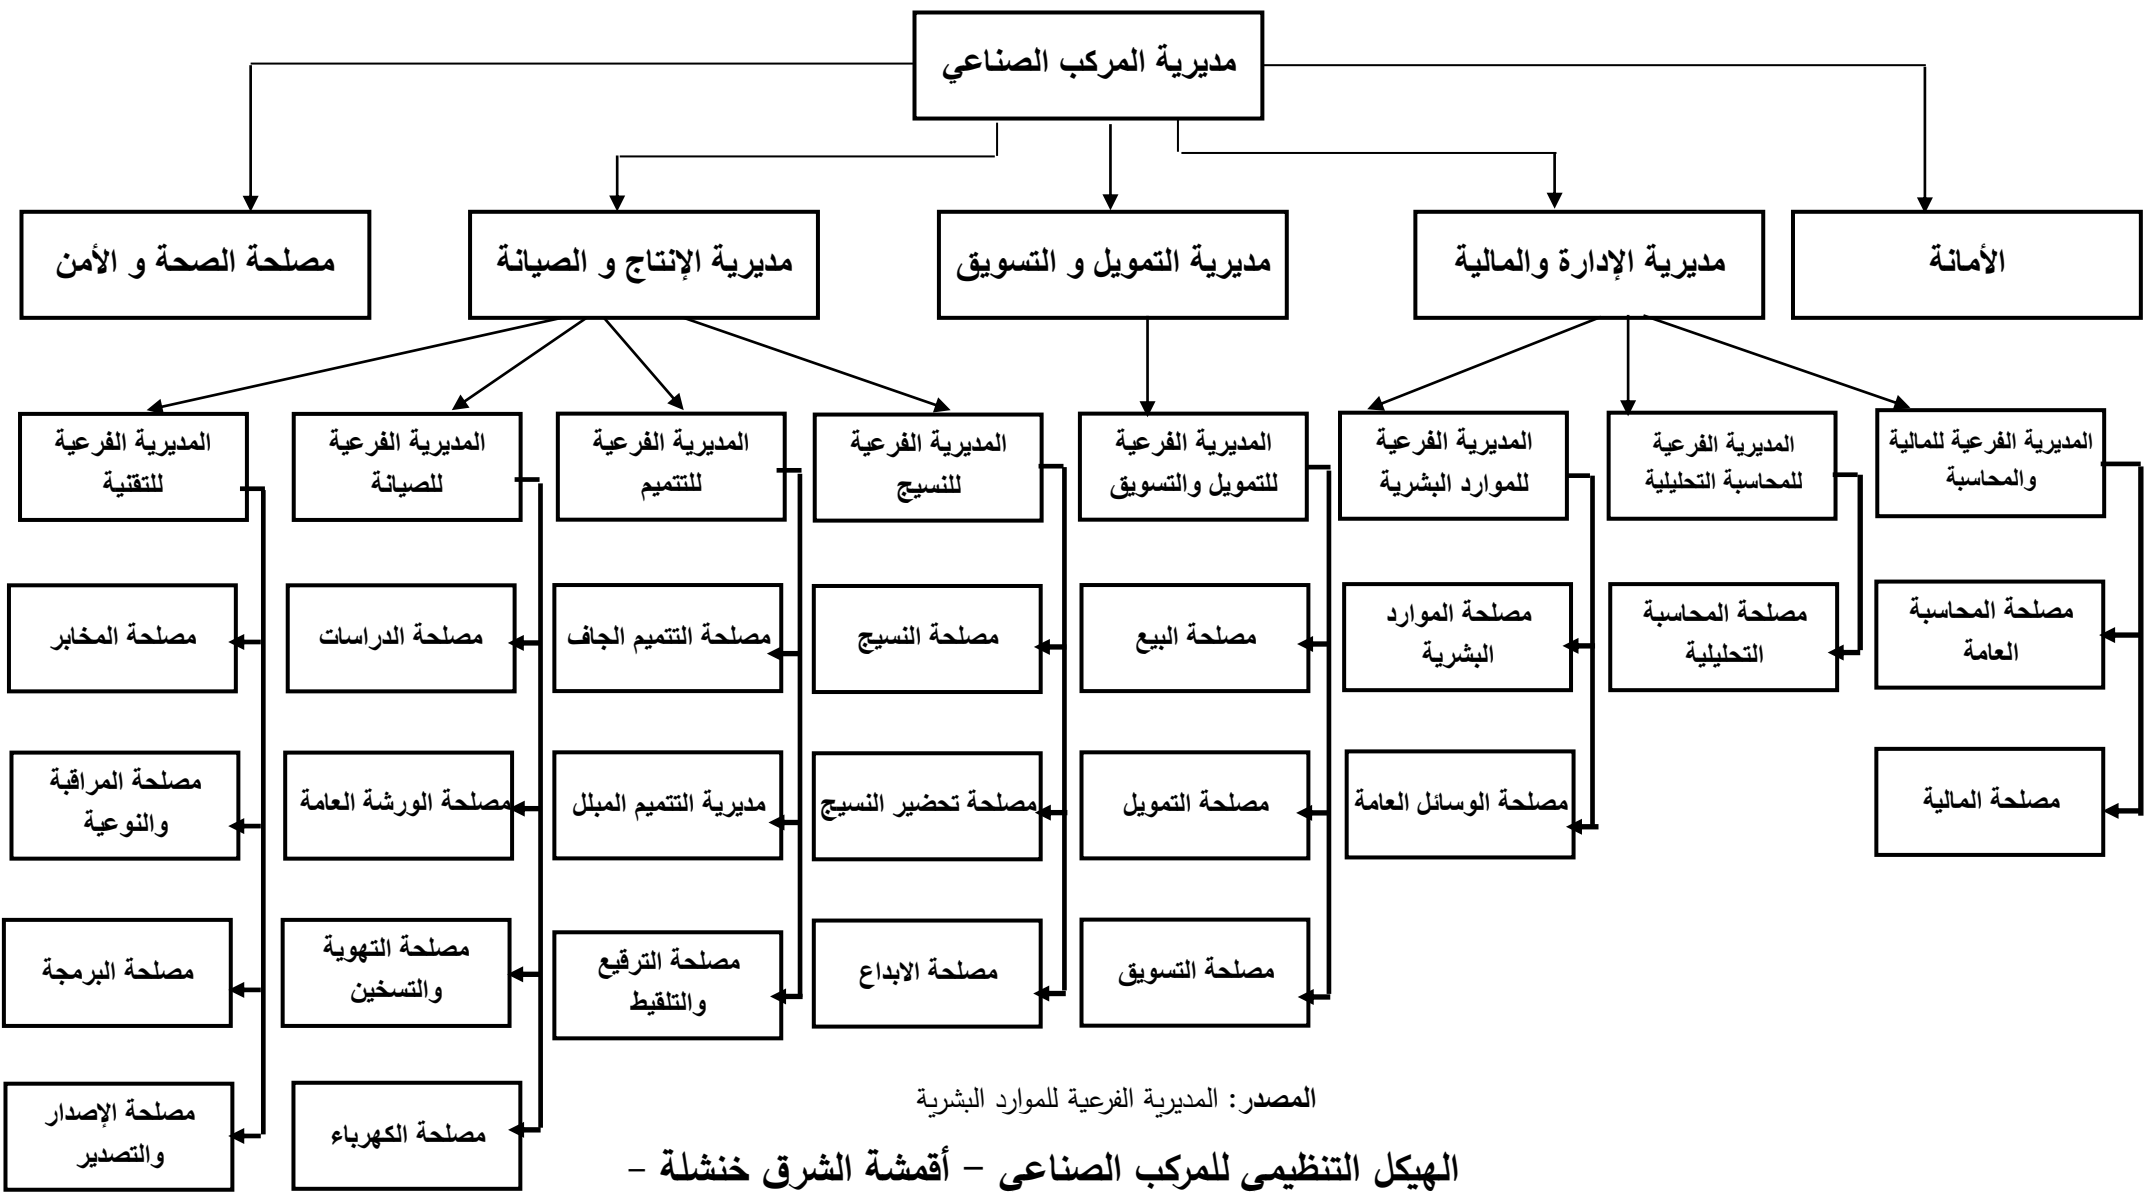 مديرية المركب الصناعي
الأمانة
مديرية الإدارة والمالية
مديرية التمويل و التسويق
مديرية الإنتاج و الصيانة
مصلحة الصحة و الأمن
المديرية الفرعية للمالية
والمحاسبة
المديرية الفرعية
للمحاسبة التحليلية
المديرية الفرعية
للموارد البشرية
المديرية الفرعية
للتمويل والتسويق
المديرية الفرعية
للنسيج
المديرية الفرعية
للتتميم
المديرية الفرعية
للصيانة
المديرية الفرعية
للتقنية
مصلحة المحاسبة
العامة
مصلحة المحاسبة
التحليلية
مصلحة الموارد
البشرية
مصلحة البيع
مصلحة النسيج
مصلحة التتميم الجاف
مصلحة الدراسات
مصلحة المخابر
مصلحة المالية
مصلحة الوسائل العامة
مصلحة التمويل
مصلحة تحضير النسيج
مديرية التتميم المبلل
مصلحة الورشة العامة
مصلحة المراقبة
والنوعية
مصلحة التسويق
مصلحة الابداع
مصلحة الترقيع
والتلقيط
مصلحة التهوية
والتسخين
مصلحة البرمجة
مصلحة الكهرباء
مصلحة الإصدار
والتصدير
المصدر: المديرية الفرعية للموارد البشرية
الهيكل التنظيمي للمركب الصناعي – أقمشة الشرق خنشلة –